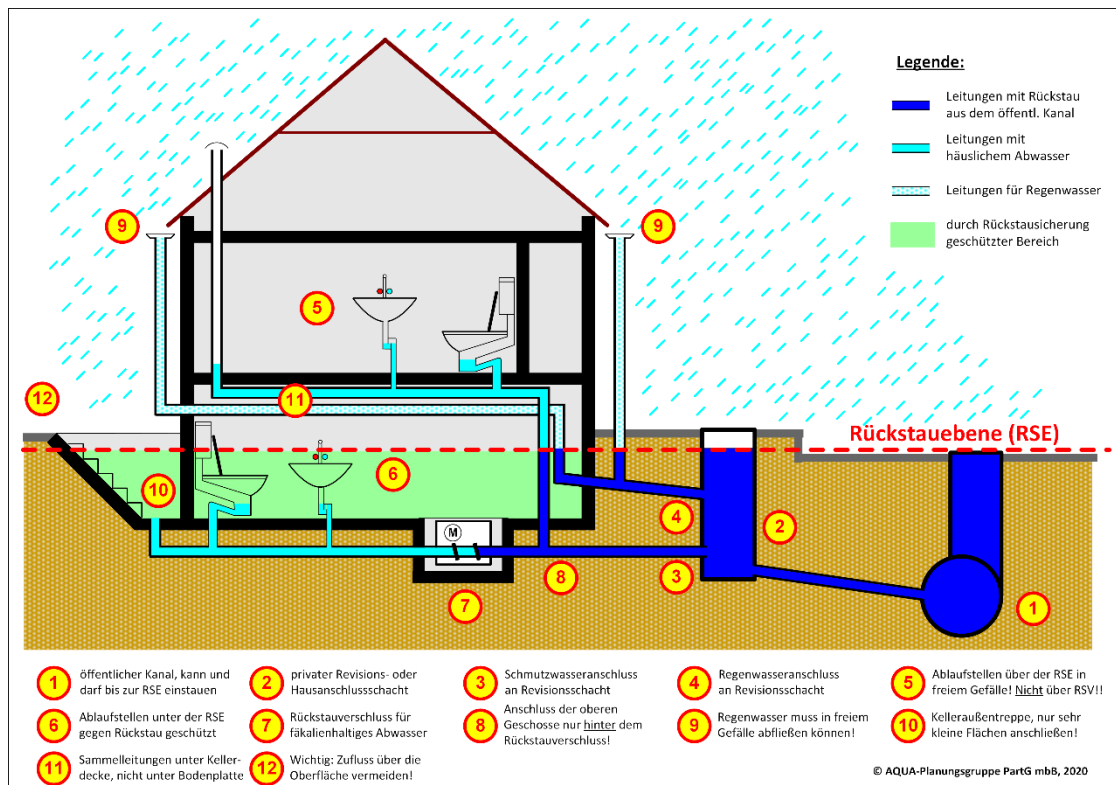 Legende:
Leitungen mit Rückstau
aus dem öffentl. Kanal
Leitungen mit
häuslichem Abwasser
Leitungen für Regenwasser
durch Rückstausicherung
geschützter Bereich
9
9
5
12
11
Rückstauebene (RSE)
6
10
4
2
M
8
3
7
1
1
öffentlicher Kanal, kann und
darf bis zur RSE einstauen
2
privater Revisions- oder
Hausanschlussschacht
3
Schmutzwasseranschluss
an Revisionsschacht
4
Regenwasseranschluss
an Revisionsschacht
5
Ablaufstellen über der RSE in
freiem Gefälle! Nicht über RSV!!
6
Ablaufstellen unter der RSE
gegen Rückstau geschützt
7
Rückstauverschluss für
fäkalienhaltiges Abwasser
8
Anschluss der oberen
Geschosse nur hinter dem
Rückstauverschluss!
9
Regenwasser muss in freiem
Gefälle abfließen können!
10
Kelleraußentreppe, nur sehr
kleine Flächen anschließen!
11
Sammelleitungen unter Keller-
decke, nicht unter Bodenplatte
12
Wichtig: Zufluss über die
Oberfläche vermeiden!
© AQUA-Planungsgruppe PartG mbB, 2020